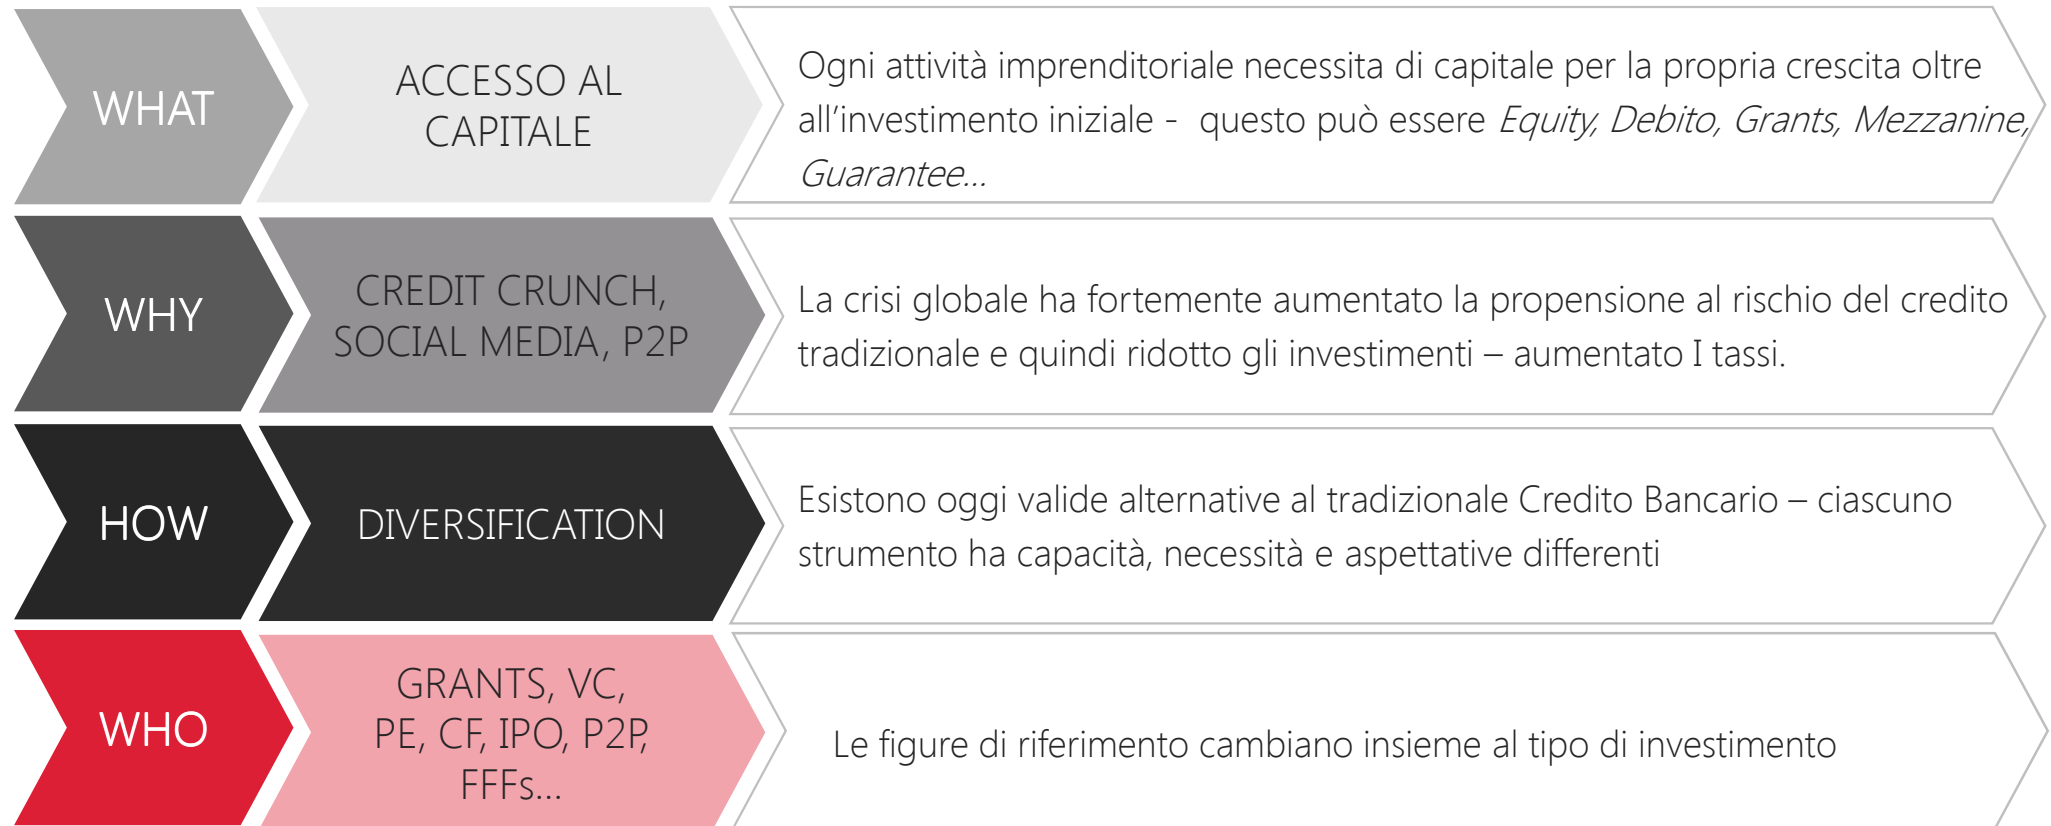 WHAT
ACCESSO AL
CAPITALE
Ogni attività imprenditoriale necessita di capitale per la propria crescita oltre
all’investimento iniziale -  questo può essere Equity, Debito, Grants, Mezzanine,
Guarantee…
WHY
CREDIT CRUNCH,
SOCIAL MEDIA, P2P
La crisi globale ha fortemente aumentato la propensione al rischio del credito
tradizionale e quindi ridotto gli investimenti – aumentato I tassi.
HOW
DIVERSIFICATION
Esistono oggi valide alternative al tradizionale Credito Bancario – ciascuno
strumento ha capacità, necessità e aspettative differenti
WHO
GRANTS, VC,
PE, CF, IPO, P2P,
FFFs…
Le figure di riferimento cambiano insieme al tipo di investimento